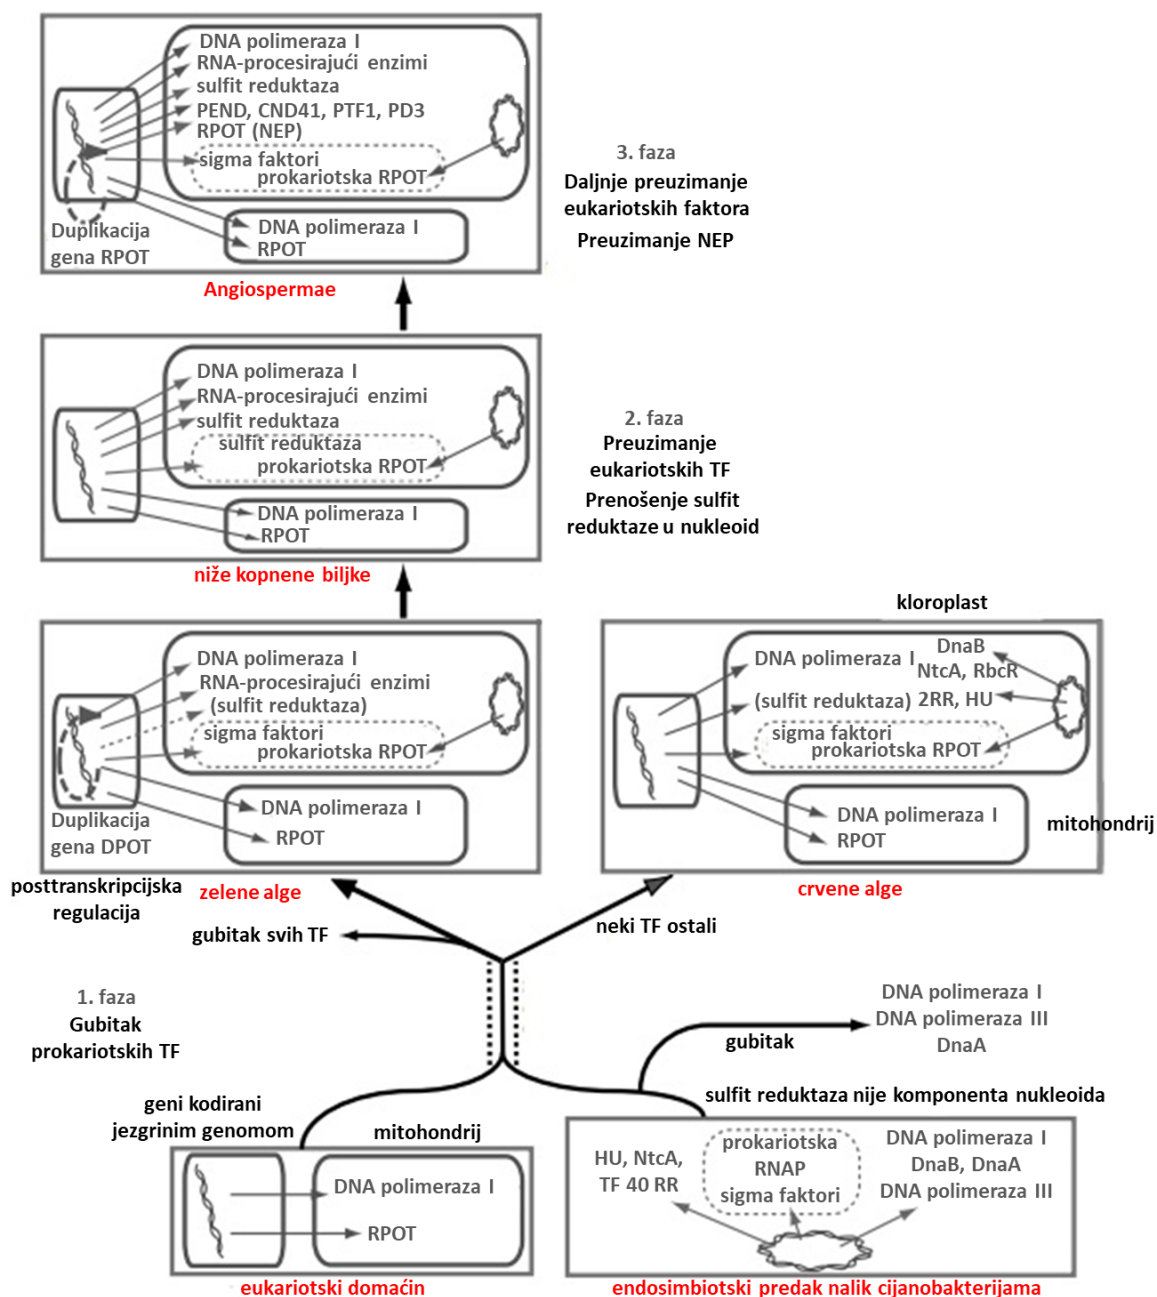 DNA polimeraza I
RNA-procesirajući enzimi
sulfit reduktaza
PEND, CND41, PTF1, PD3
RPOT (NEP)
sigma faktori
prokariotska RPOT
DNA polimeraza I
RPOT
Duplikacija
gena RPOT
Angiospermae
3. faza
Daljnje preuzimanje
eukariotskih faktora
Preuzimanje NEP
DNA polimeraza I
RNA-procesirajući enzimi
sulfit reduktaza
sulfit reduktaza
prokariotska RPOT
DNA polimeraza I
RPOT
niže kopnene biljke
2. faza
Preuzimanje
eukariotskih TF
Prenošenje sulfit
reduktaze u nukleoid
DNA polimeraza I
RNA-procesirajući enzimi
(sulfit reduktaza)
sigma faktori
prokariotska RPOT
DNA polimeraza I
RPOT
Duplikacija
gena DPOT
posttranskripcijska
regulacija
zelene alge
kloroplast
DnaB
DNA polimeraza I
NtcA, RbcR
(sulfit reduktaza)
2RR, HU
sigma faktori
prokariotska RPOT
DNA polimeraza I
RPOT
mitohondrij
crvene alge
gubitak svih TF
neki TF ostali
1. faza
Gubitak
prokariotskih TF
DNA polimeraza I
DNA polimeraza III
DnaA
gubitak
geni kodirani
jezgrinim genomom
mitohondrij
DNA polimeraza I
RPOT
eukariotski domaćin
sulfit reduktaza nije komponenta nukleoida
HU, NtcA,
TF 40 RR
prokariotska
RNAP
sigma faktori
DNA polimeraza I
DnaB, DnaA
DNA polimeraza III
endosimbiotski predak nalik cijanobakterijama